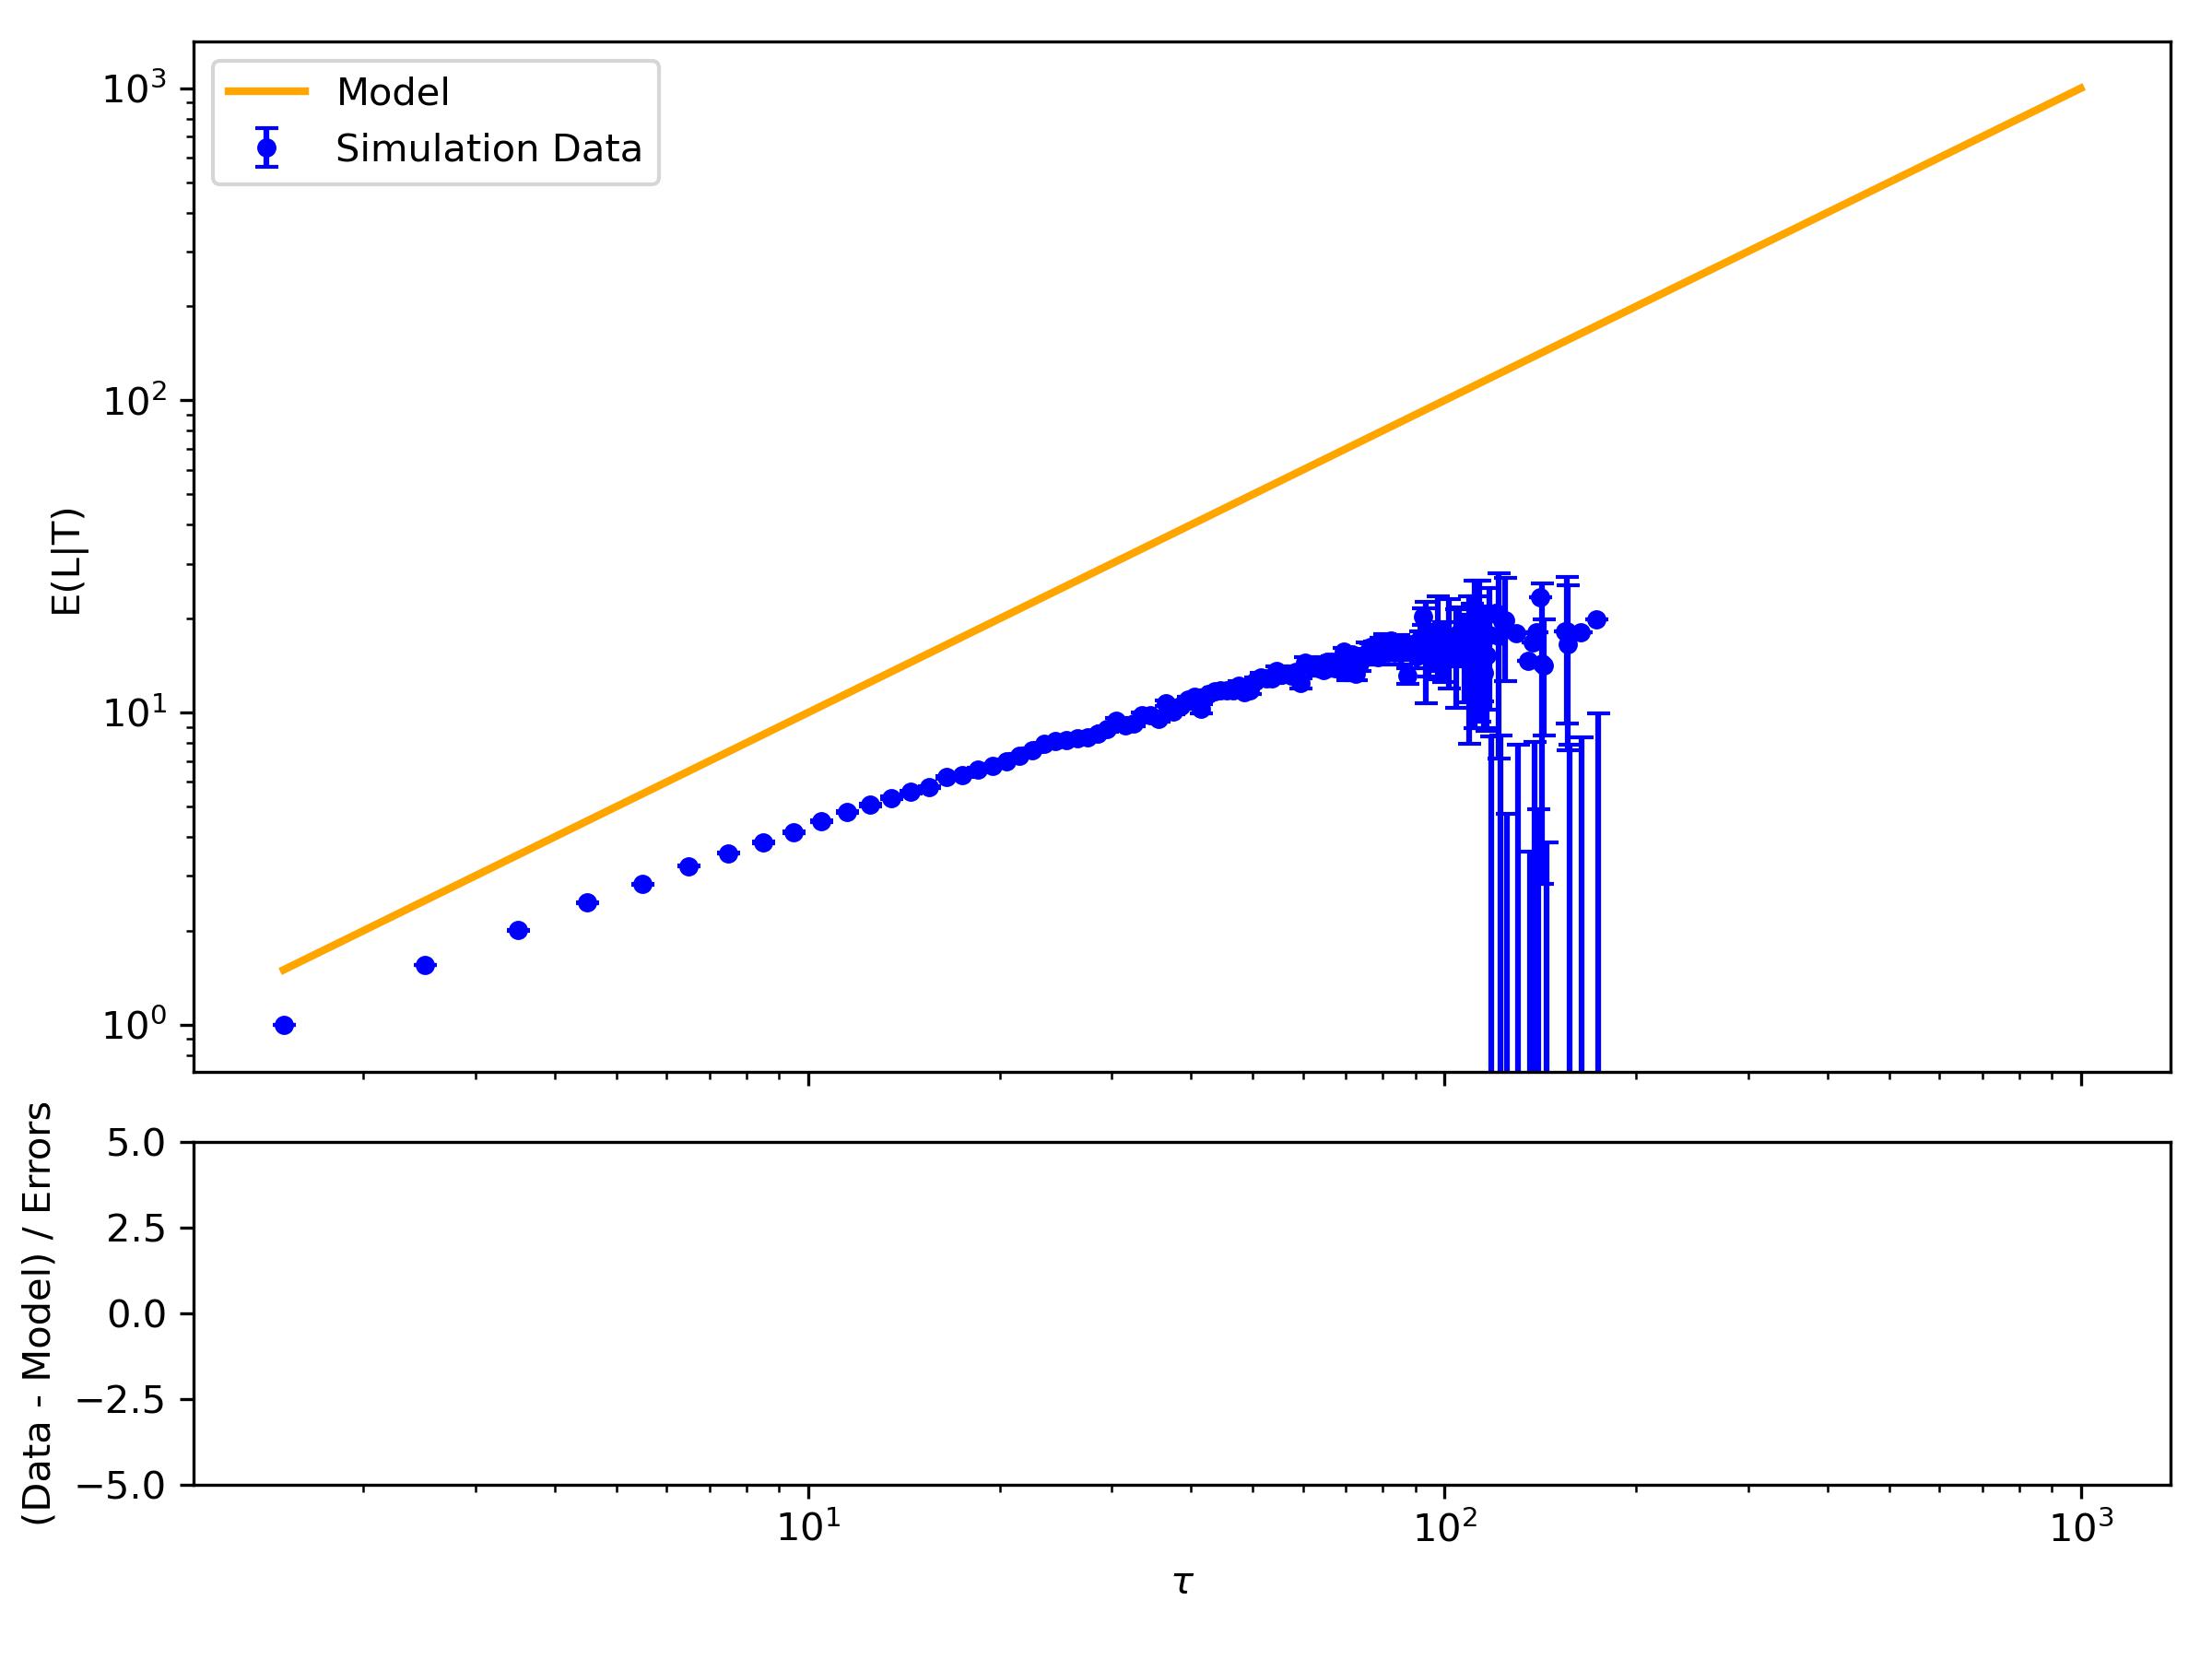 Model
Simulation Data
E(L|T)
10³
10²
10¹
10⁰
(Data - Model) / Errors
5.0
2.5
0.0
−2.5
−5.0
10¹
10²
10³
τ